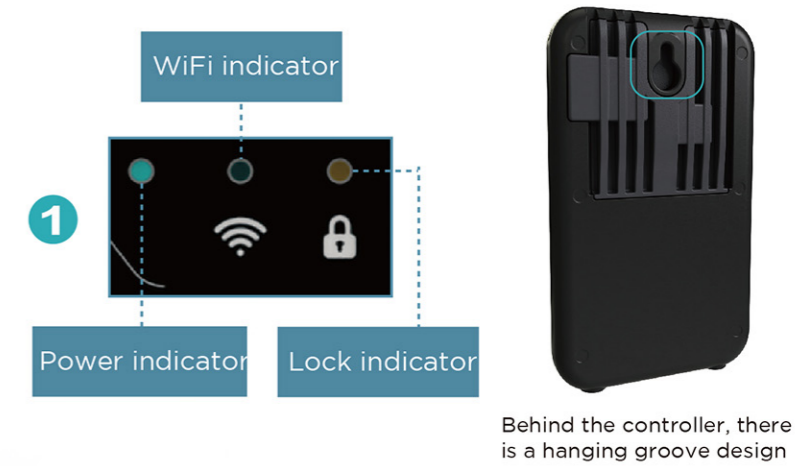 WiFi indicator
1
Power indicator
Lock indicator
Behind the controller, there
is a hanging groove design